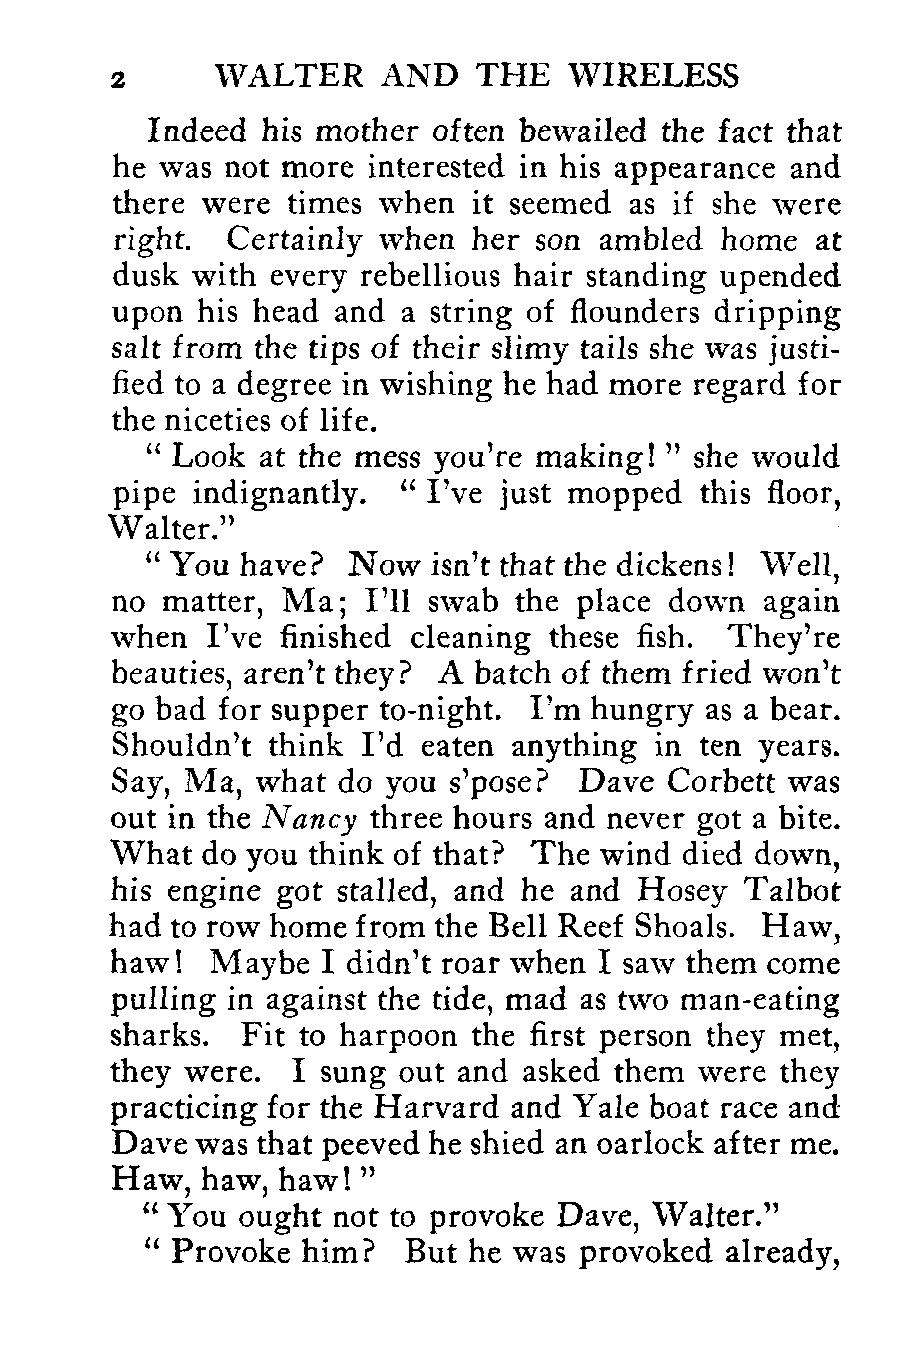 2 WALTER AND THE WIRELESS
Indeed his mother often bewailed the fact that
he was not more interested in his appearance and
there were times when it seemed as if she were
right. Certainly when her son ambled home at
dusk with every rebellious hair standing upended
upon his head and a string of flounders dripping
salt from the tips of their slimy tails she was justi-
fied to a degree in wishing he had more regard for
the niceties of life.
“ Look at the mess you’re making! ” she would
pipe indignantly. “ I’ve just mopped this floor,
Walter.”
“ You have? Now isn’t that the dickens! Well,
no matter, Ma; I’ll swab the place down again
when I’ve finished cleaning these fish. They’re
beauties, aren’t they? A batch of them fried won’t
go bad for supper to-night. I’m hungry as a bear.
Shouldn’t think I’d eaten anything in ten years.
Say, Ma, what do you s’pose? Dave Corbett was
out in the Nancy three hours and never got a bite.
What do you think of that? The wind died down,
his engine got stalled, and he and Hosey Talbot
had to row home from the Bell Reef Shoals. Haw,
haw! Maybe I didn’t roar when I saw them come
pulling in against the tide, mad as two man-eating
sharks. Fit to harpoon the first person they met,
they were. I sung out and asked them were they
practicing for the Harvard and Yale boat race and
Dave was that peeved he shied an oarlock after me.
Haw, haw, haw! ”
“ You ought not to provoke Dave, Walter.”
“ Provoke him? But he was provoked already,